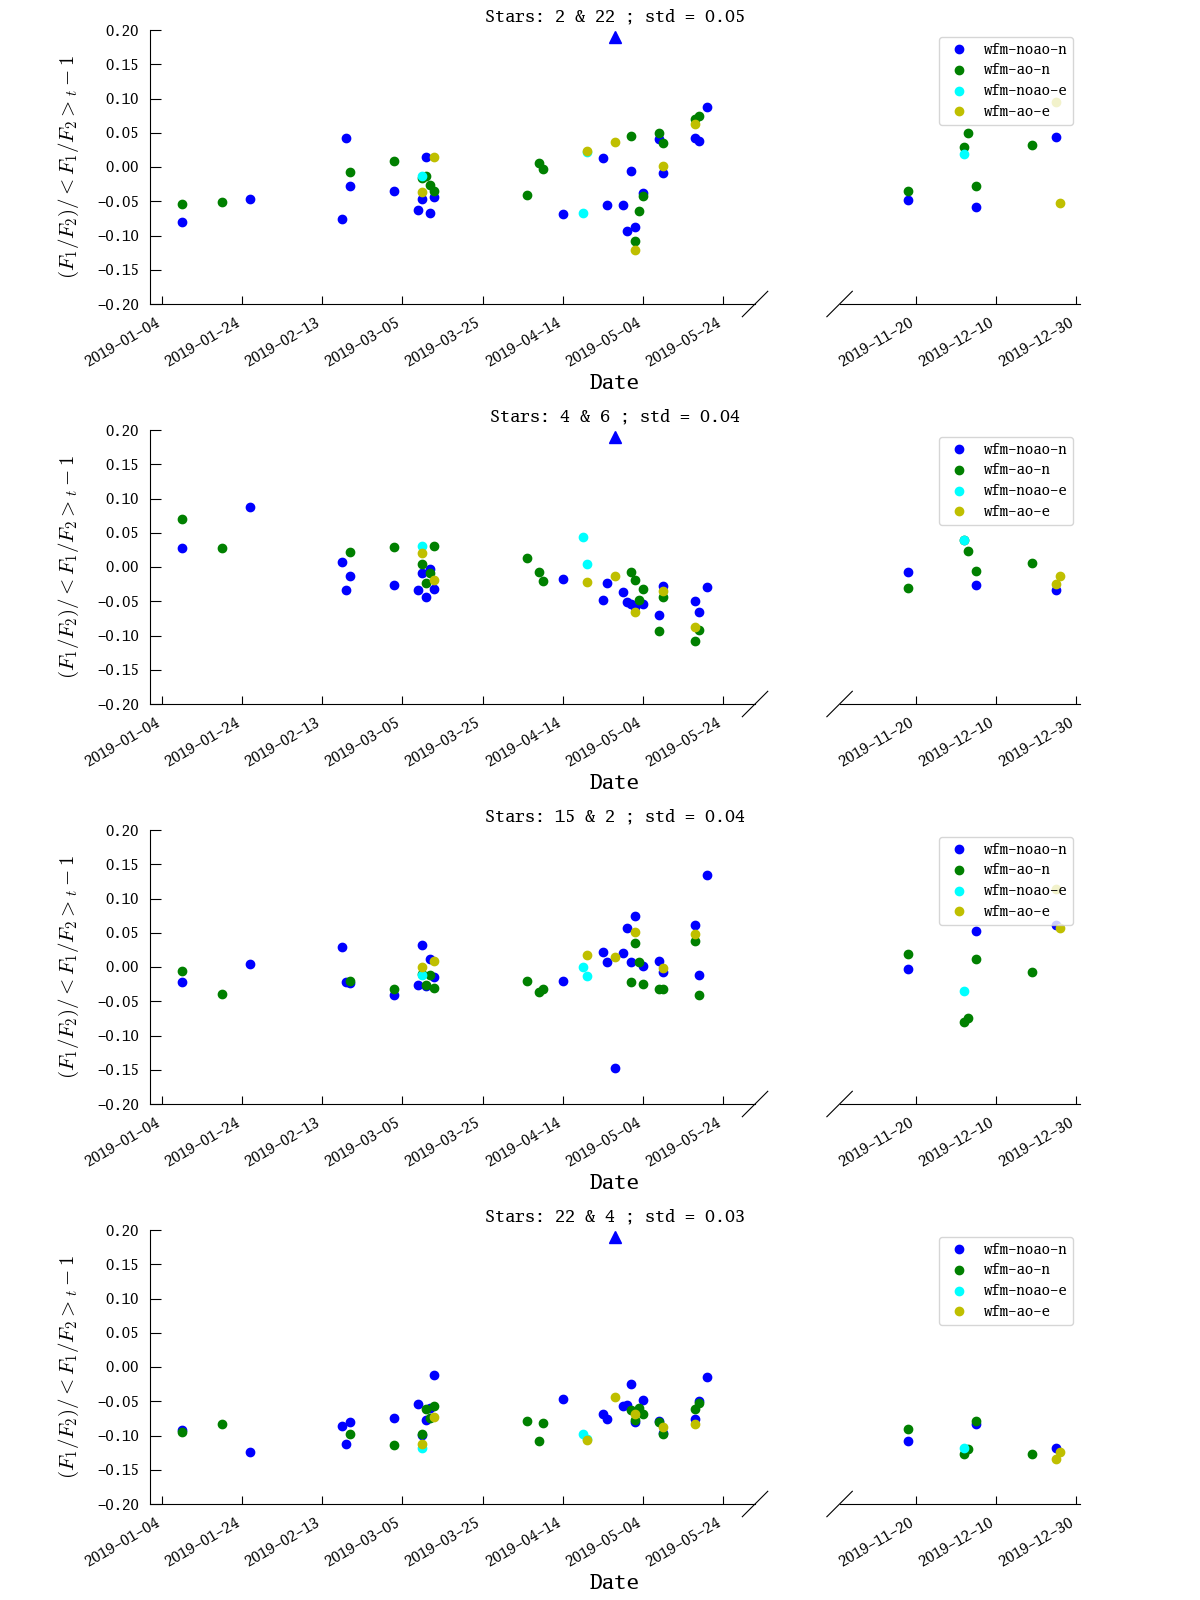 Stars: 2 & 22 ; std = 0.05
(F₁/F₂)/<F₁/F₂>ₜ−1
0.20
0.15
0.10
0.05
0.00
−0.05
−0.10
−0.15
−0.20
wfm-noao-n
wfm-ao-n
wfm-noao-e
wfm-ao-e
2019-01-04 2019-01-24 2019-02-13 2019-03-05 2019-03-25 2019-04-14 2019-05-04 2019-05-24 2019-11-20 2019-12-10 2019-12-30
Date
Stars: 4 & 6 ; std = 0.04
(F₁/F₂)/<F₁/F₂>ₜ−1
0.20
0.15
0.10
0.05
0.00
−0.05
−0.10
−0.15
−0.20
wfm-noao-n
wfm-ao-n
wfm-noao-e
wfm-ao-e
2019-01-04 2019-01-24 2019-02-13 2019-03-05 2019-03-25 2019-04-14 2019-05-04 2019-05-24 2019-11-20 2019-12-10 2019-12-30
Date
Stars: 15 & 2 ; std = 0.04
(F₁/F₂)/<F₁/F₂>ₜ−1
0.20
0.15
0.10
0.05
0.00
−0.05
−0.10
−0.15
−0.20
wfm-noao-n
wfm-ao-n
wfm-noao-e
wfm-ao-e
2019-01-04 2019-01-24 2019-02-13 2019-03-05 2019-03-25 2019-04-14 2019-05-04 2019-05-24 2019-11-20 2019-12-10 2019-12-30
Date
Stars: 22 & 4 ; std = 0.03
(F₁/F₂)/<F₁/F₂>ₜ−1
0.20
0.15
0.10
0.05
0.00
−0.05
−0.10
−0.15
−0.20
wfm-noao-n
wfm-ao-n
wfm-noao-e
wfm-ao-e
2019-01-04 2019-01-24 2019-02-13 2019-03-05 2019-03-25 2019-04-14 2019-05-04 2019-05-24 2019-11-20 2019-12-10 2019-12-30
Date